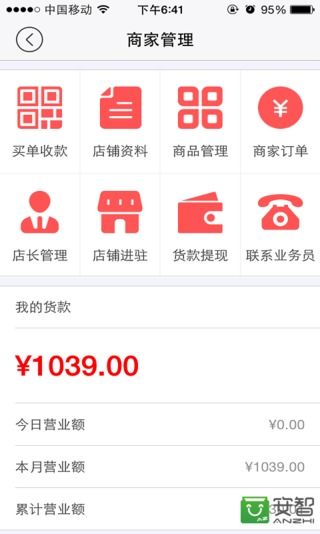 中国移动 下午6:41 95%
商家管理
买单收款 店铺资料 商品管理 商家订单
店长管理 店铺进驻 货款提现 联系业务员
我的货款
¥1039.00
今日营业额 ¥0.00
本月营业额 ¥1039.00
累计营业额
安智
ANZHI